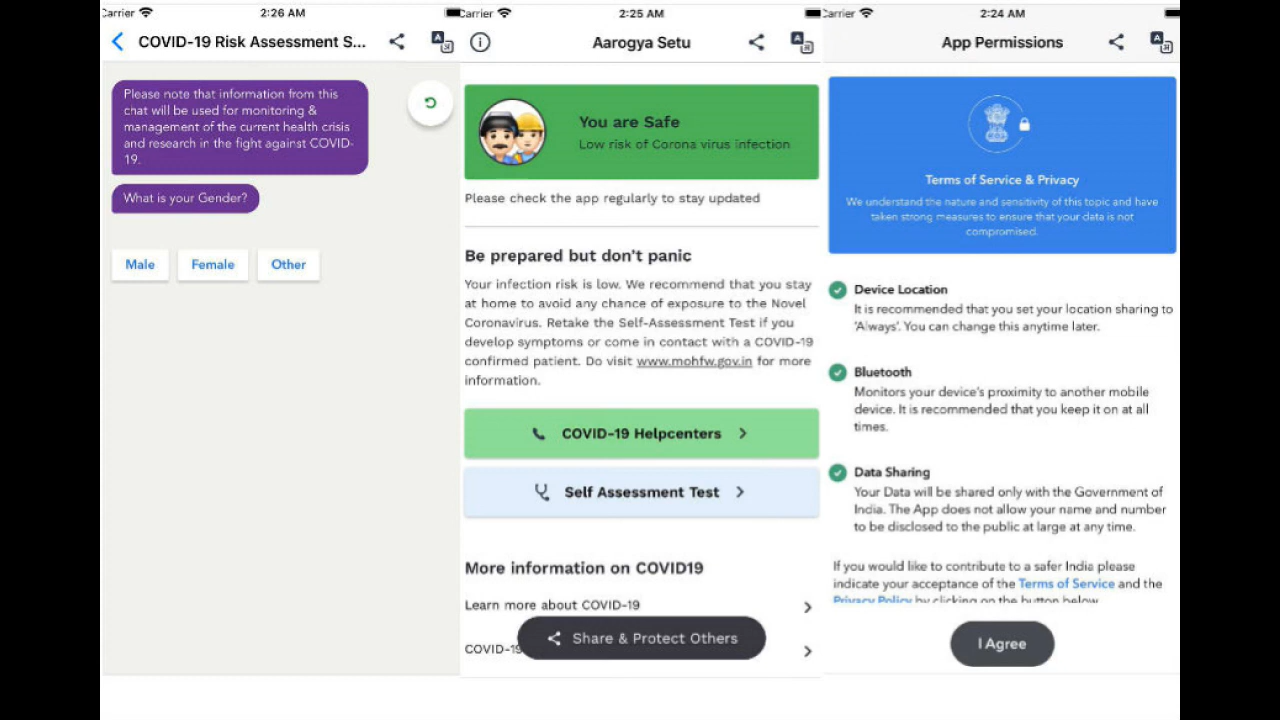 Carrier
2:26 AM
COVID-19 Risk Assessment S...
Please note that information from this
chat will be used for monitoring &
management of the current health crisis
and research in the fight against COVID-
19.
What is your Gender?
Male
Female
Other
Carrier
2:25 AM
Aarogya Setu
You are Safe
Low risk of Corona virus infection
Please check the app regularly to stay updated
Be prepared but don't panic
Your infection risk is low. We recommend that you stay
at home to avoid any chance of exposure to the Novel
Coronavirus. Retake the Self-Assessment Test if you
develop symptoms or come in contact with a COVID-19
confirmed patient. Do visit www.mohfw.gov.in for more
information.
COVID-19 Helpcenters
Self Assessment Test
More information on COVID19
Learn more about COVID-19
COVID-19
Share & Protect Others
Carrier
2:24 AM
App Permissions
Terms of Service & Privacy
We understand the nature and sensitivity of this topic and have
taken strong measures to ensure that your data is not
compromised.
Device Location
It is recommended that you set your location sharing to
'Always'. You can change this anytime later.
Bluetooth
Monitors your device's proximity to another mobile
device. It is recommended that you keep it on at all
times.
Data Sharing
Your Data will be shared only with the Government of
India. The App does not allow your name and number
to be disclosed to the public at large at any time.
If you would like to contribute to a safer India please
indicate your acceptance of the Terms of Service and the
Privacy Policy by clicking on the button below
I Agree